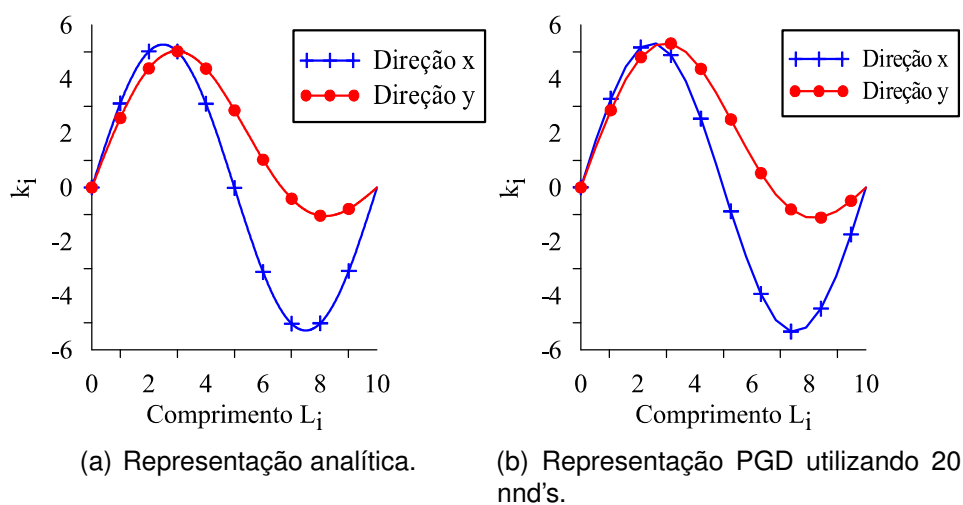 6
4
2
0
-2
-4
-6
k_i
0 2 4 6 8 10
Comprimento L_i
Direção x
Direção y
(a) Representação analítica.
6
4
2
0
-2
-4
-6
k_i
0 2 4 6 8 10
Comprimento L_i
Direção x
Direção y
(b) Representação PGD utilizando 20
nnd's.